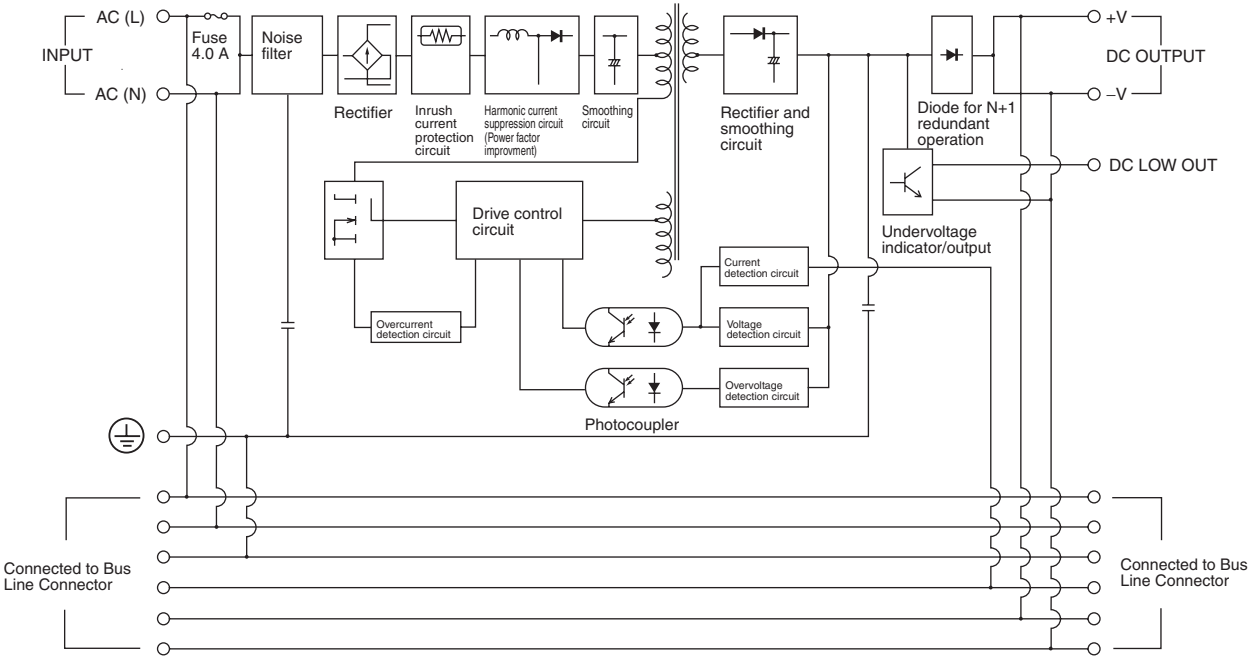 AC (L)
INPUT
AC (N)
Fuse
4.0 A
Noise
filter
Rectifier
Inrush
current
protection
circuit
Harmonic current
suppression circuit
(Power factor
improvment)
Smoothing
circuit
Rectifier and
smoothing
circuit
Diode for N+1
redundant
operation
+V
DC OUTPUT
–V
DC LOW OUT
Undervoltage
indicator/output
Drive control
circuit
Overcurrent
detection circuit
Current
detection circuit
Voltage
detection circuit
Overvoltage
detection circuit
Photocoupler
Connected to Bus
Line Connector
Connected to Bus
Line Connector